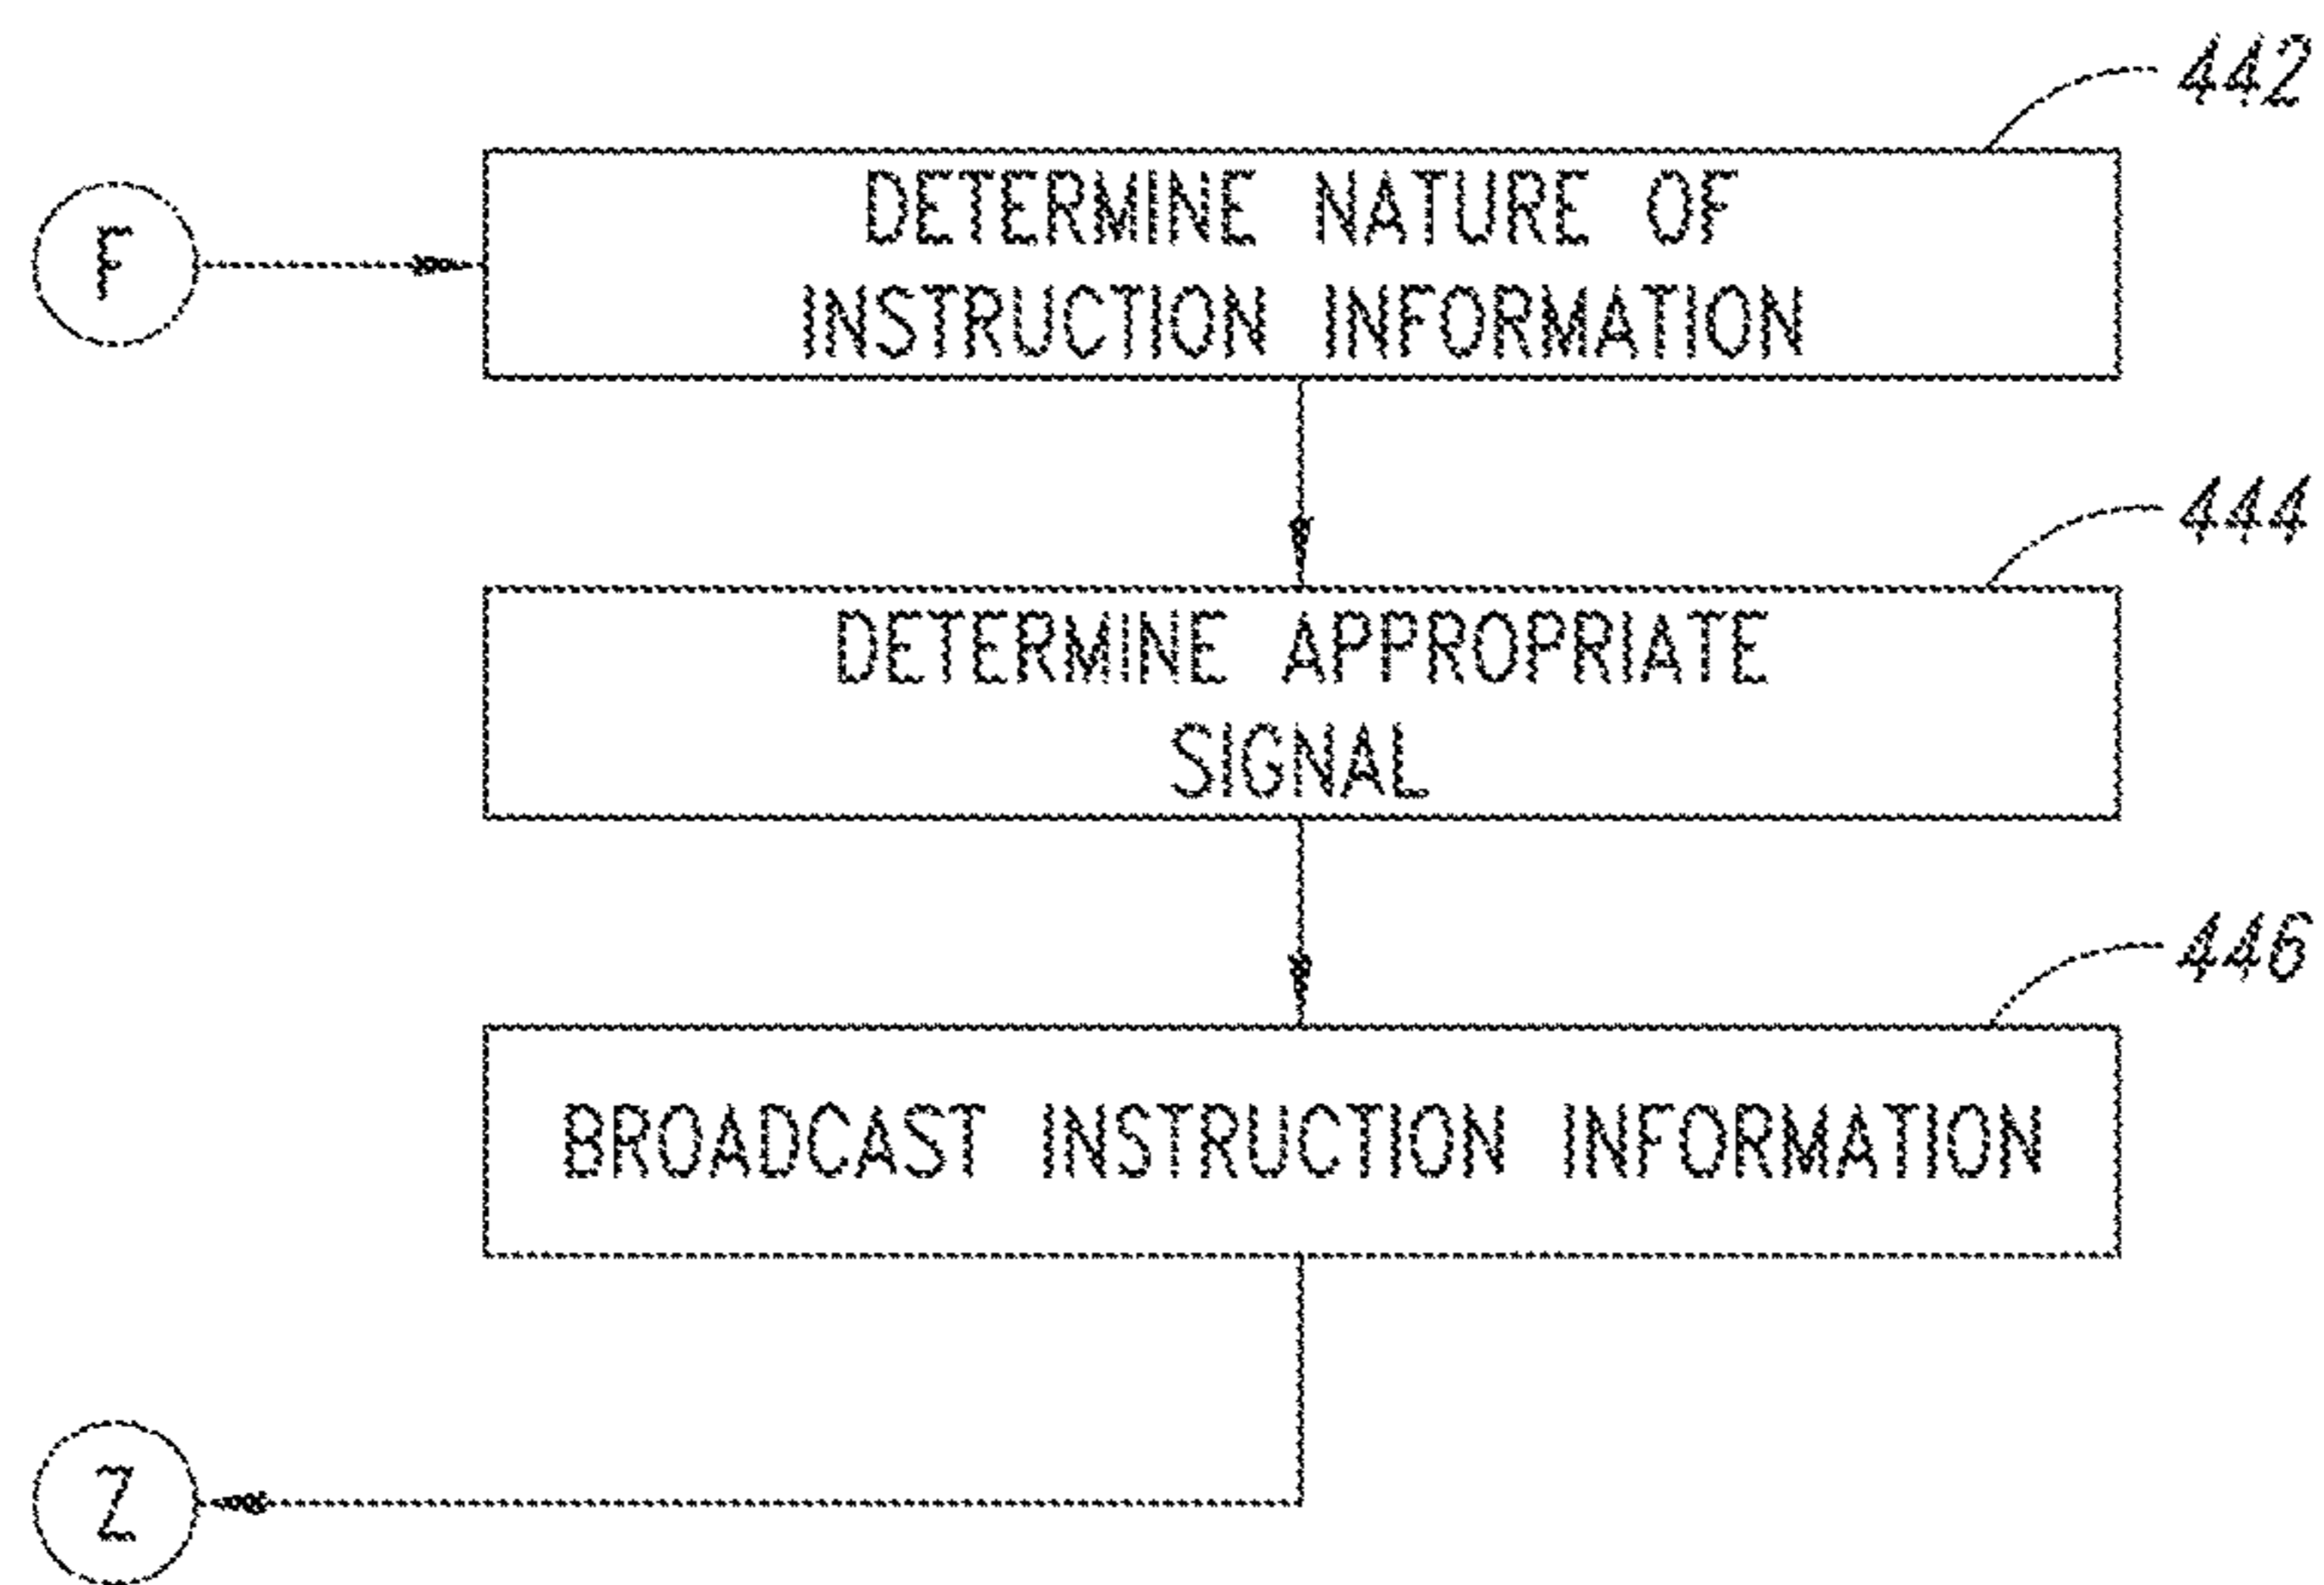 442
F
DETERMINE NATURE OF
INSTRUCTION INFORMATION
444
DETERMINE APPROPRIATE
SIGNAL
446
BROADCAST INSTRUCTION INFORMATION
Z